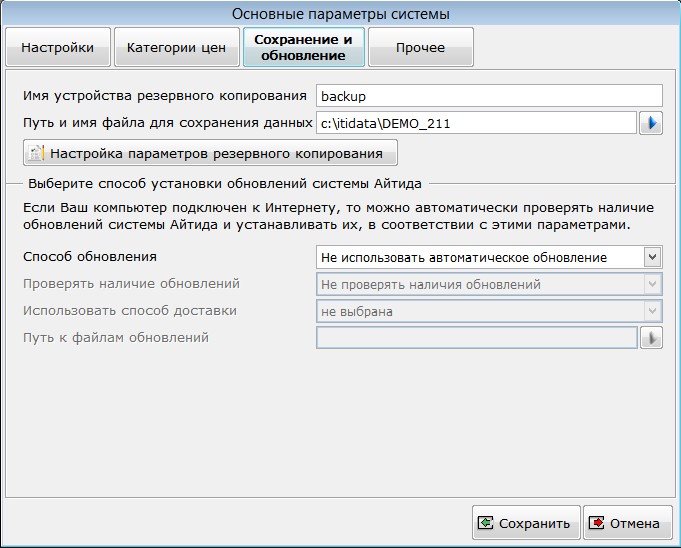 Основные параметры системы
Настройки
Категории цен
Сохранение и
обновление
Прочее
Имя устройства резервного копирования backup
Путь и имя файла для сохранения данных c:\itidata\DEMO_211
Настройка параметров резервного копирования
Выберите способ установки обновлений системы Айтида
Если Ваш компьютер подключен к Интернету, то можно автоматически проверять наличие
обновлений системы Айтида и устанавливать их, в соответствии с этими параметрами.
Способ обновления Не использовать автоматическое обновление
Проверять наличие обновлений Не проверять наличия обновлений
Использовать способ доставки не выбрана
Путь к файлам обновлений
Сохранить
Отмена